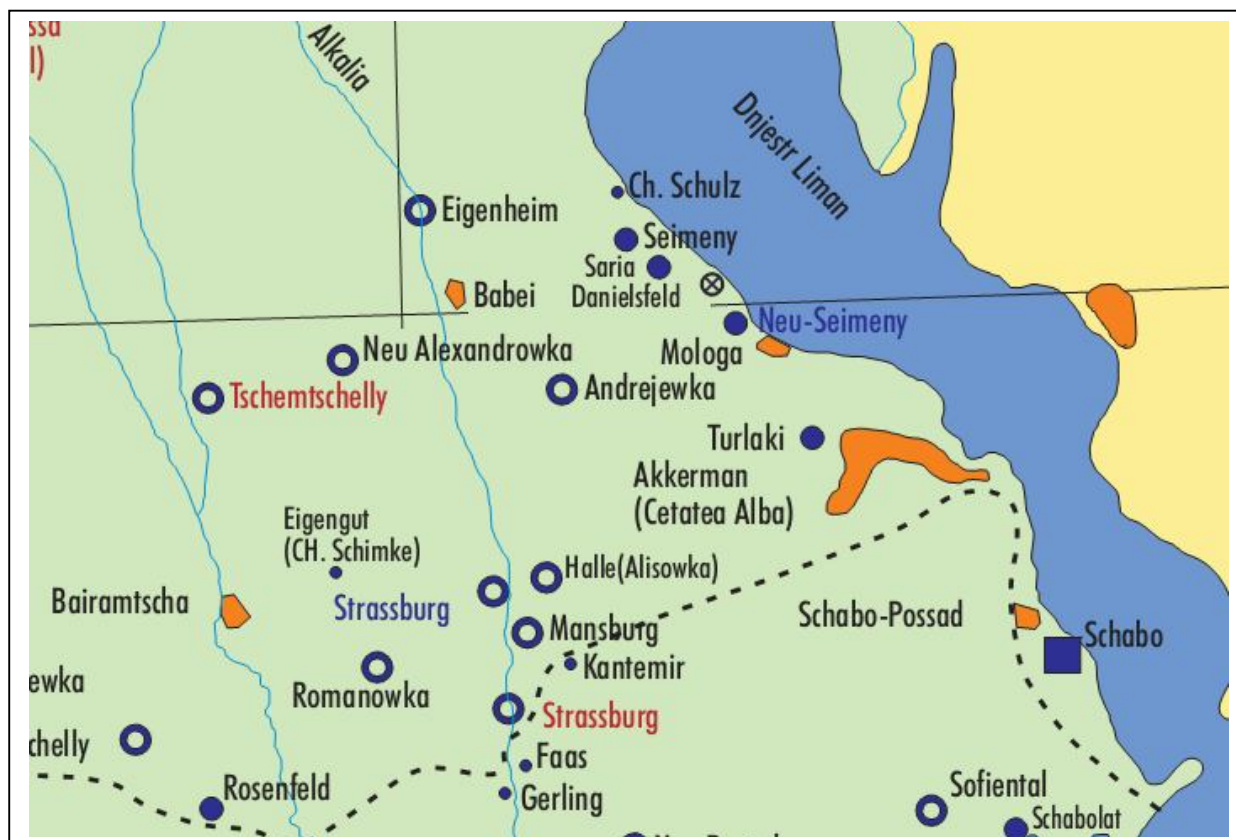 ssa
l)
Alkalia
Dnjestr Liman
Ch. Schulz
Eigenheim
Seimeny
Saria
Danielsfeld
Babei
Neu-Seimeny
Neu Alexandrowka
Mologa
Tschemtschelly
Andrejewka
Turlaki
Akkerman
(Cetatea Alba)
Eigengut
(CH. Schimke)
Halle(Alisowka)
Bairamtscha
Strassburg
Mansburg
Schabo-Possad
Schabo
Kantemir
ewka
Romanowka
Strassburg
chelly
Faas
Rosenfeld
Gerling
Sofiental
Schabolat